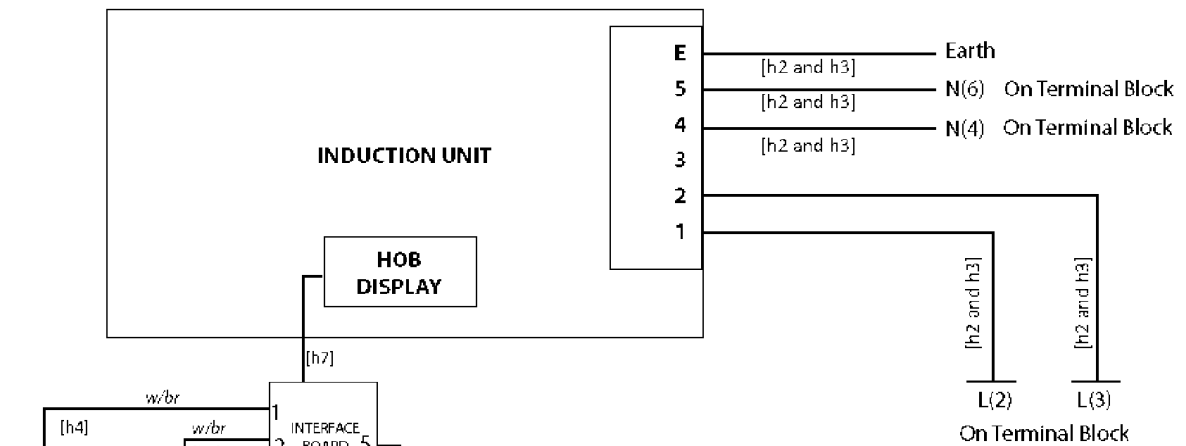 E
Earth
[h2 and h3]
5
N(6) On Terminal Block
[h2 and h3]
4
N(4) On Terminal Block
[h2 and h3]
INDUCTION UNIT
3
2
1
HOB
DISPLAY
[h2 and h3]
[h2 and h3]
[h7]
w/br
1
L(2)
L(3)
[h4]
w/br
INTERFACE
2
BOARD
5
On Terminal Block